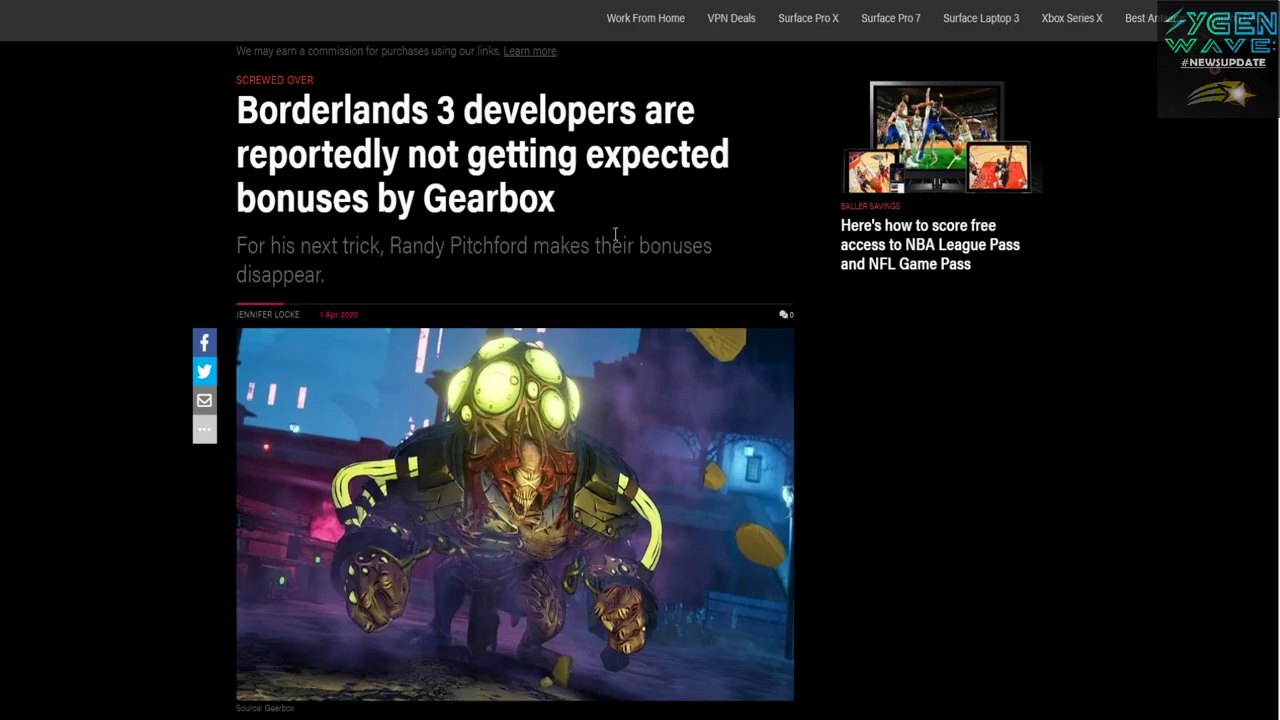 Work From Home VPN Deals Surface Pro X Surface Pro 7 Surface Laptop 3 Xbox Series X Best
We may earn a commission for purchases using our links. Learn more.
SCREWED OVER
Borderlands 3 developers are
reportedly not getting expected
bonuses by Gearbox
For his next trick, Randy Pitchford makes their bonuses
disappear.
JENNIFER LOCKE 1 Apr 2020 0
Source: Gearbox
BALLER SAVINGS
Here's how to score free
access to NBA League Pass
and NFL Game Pass
XYGEN
WAVE:
#NEWSUPDATE